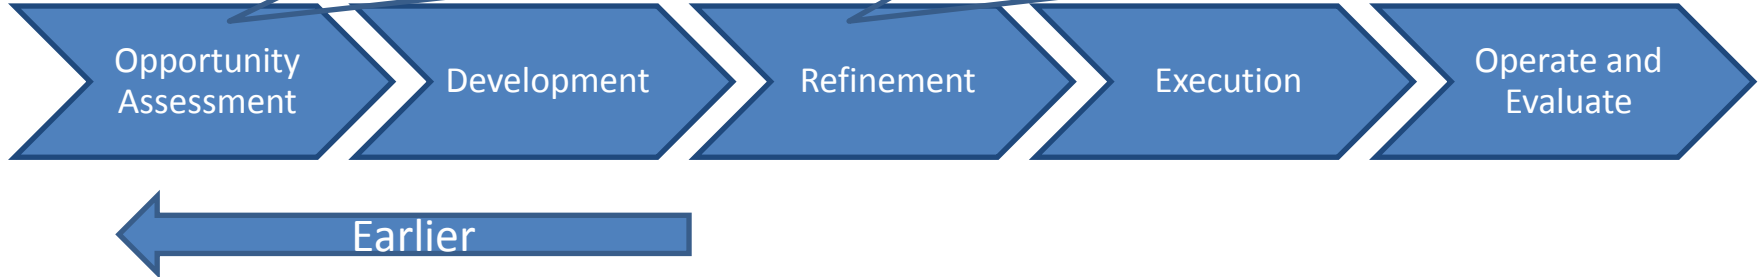 Opportunity
Assessment
Development
Refinement
Execution
Operate and
Evaluate
Earlier